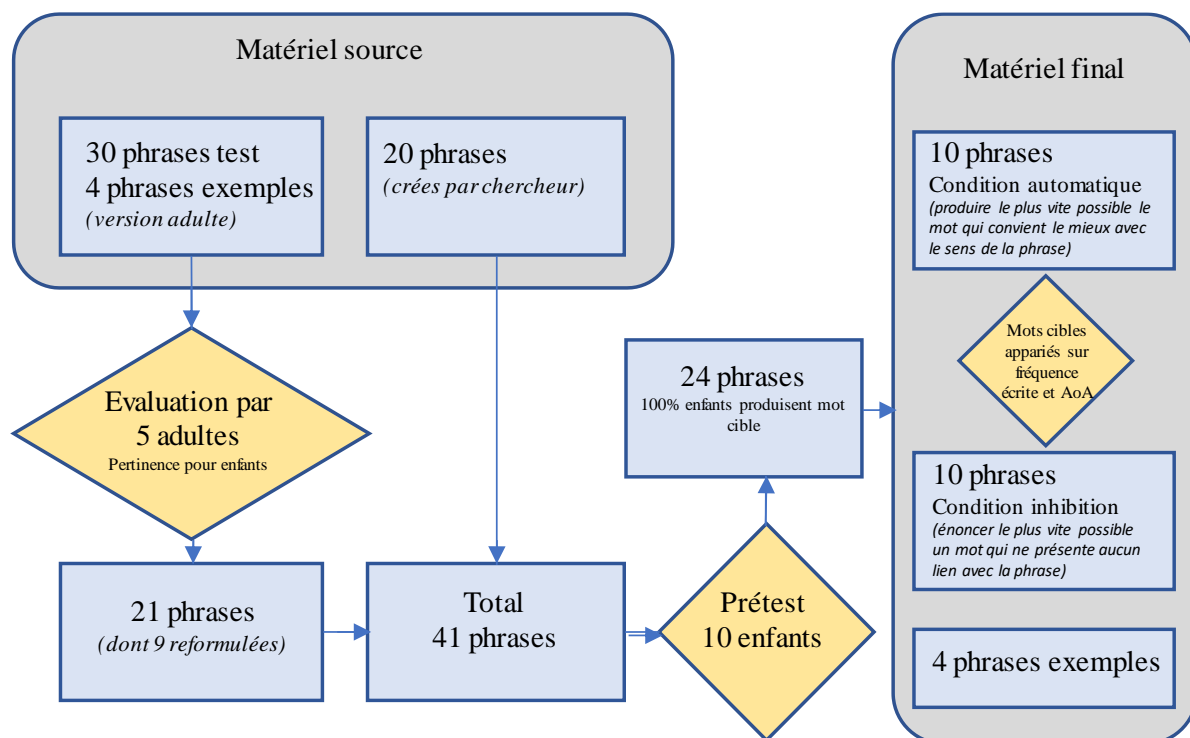 Matériel source
30 phrases test
4 phrases exemples
(version adulte)
20 phrases
(crées par chercheur)
Evaluation par
5 adultes
Pertinence pour enfants
21 phrases
(dont 9 reformulées)
Total
41 phrases
Prétest
10 enfants
24 phrases
100% enfants produisent mot
cible
Matériel final
10 phrases
Condition automatique
(produire le plus vite possible le
mot qui convient le mieux avec
le sens de la phrase)
Mots cibles
appariés sur
fréquence
écrite et AoA
10 phrases
Condition inhibition
(énoncer le plus vite possible
un mot qui ne présente aucun
lien avec la phrase)
4 phrases exemples